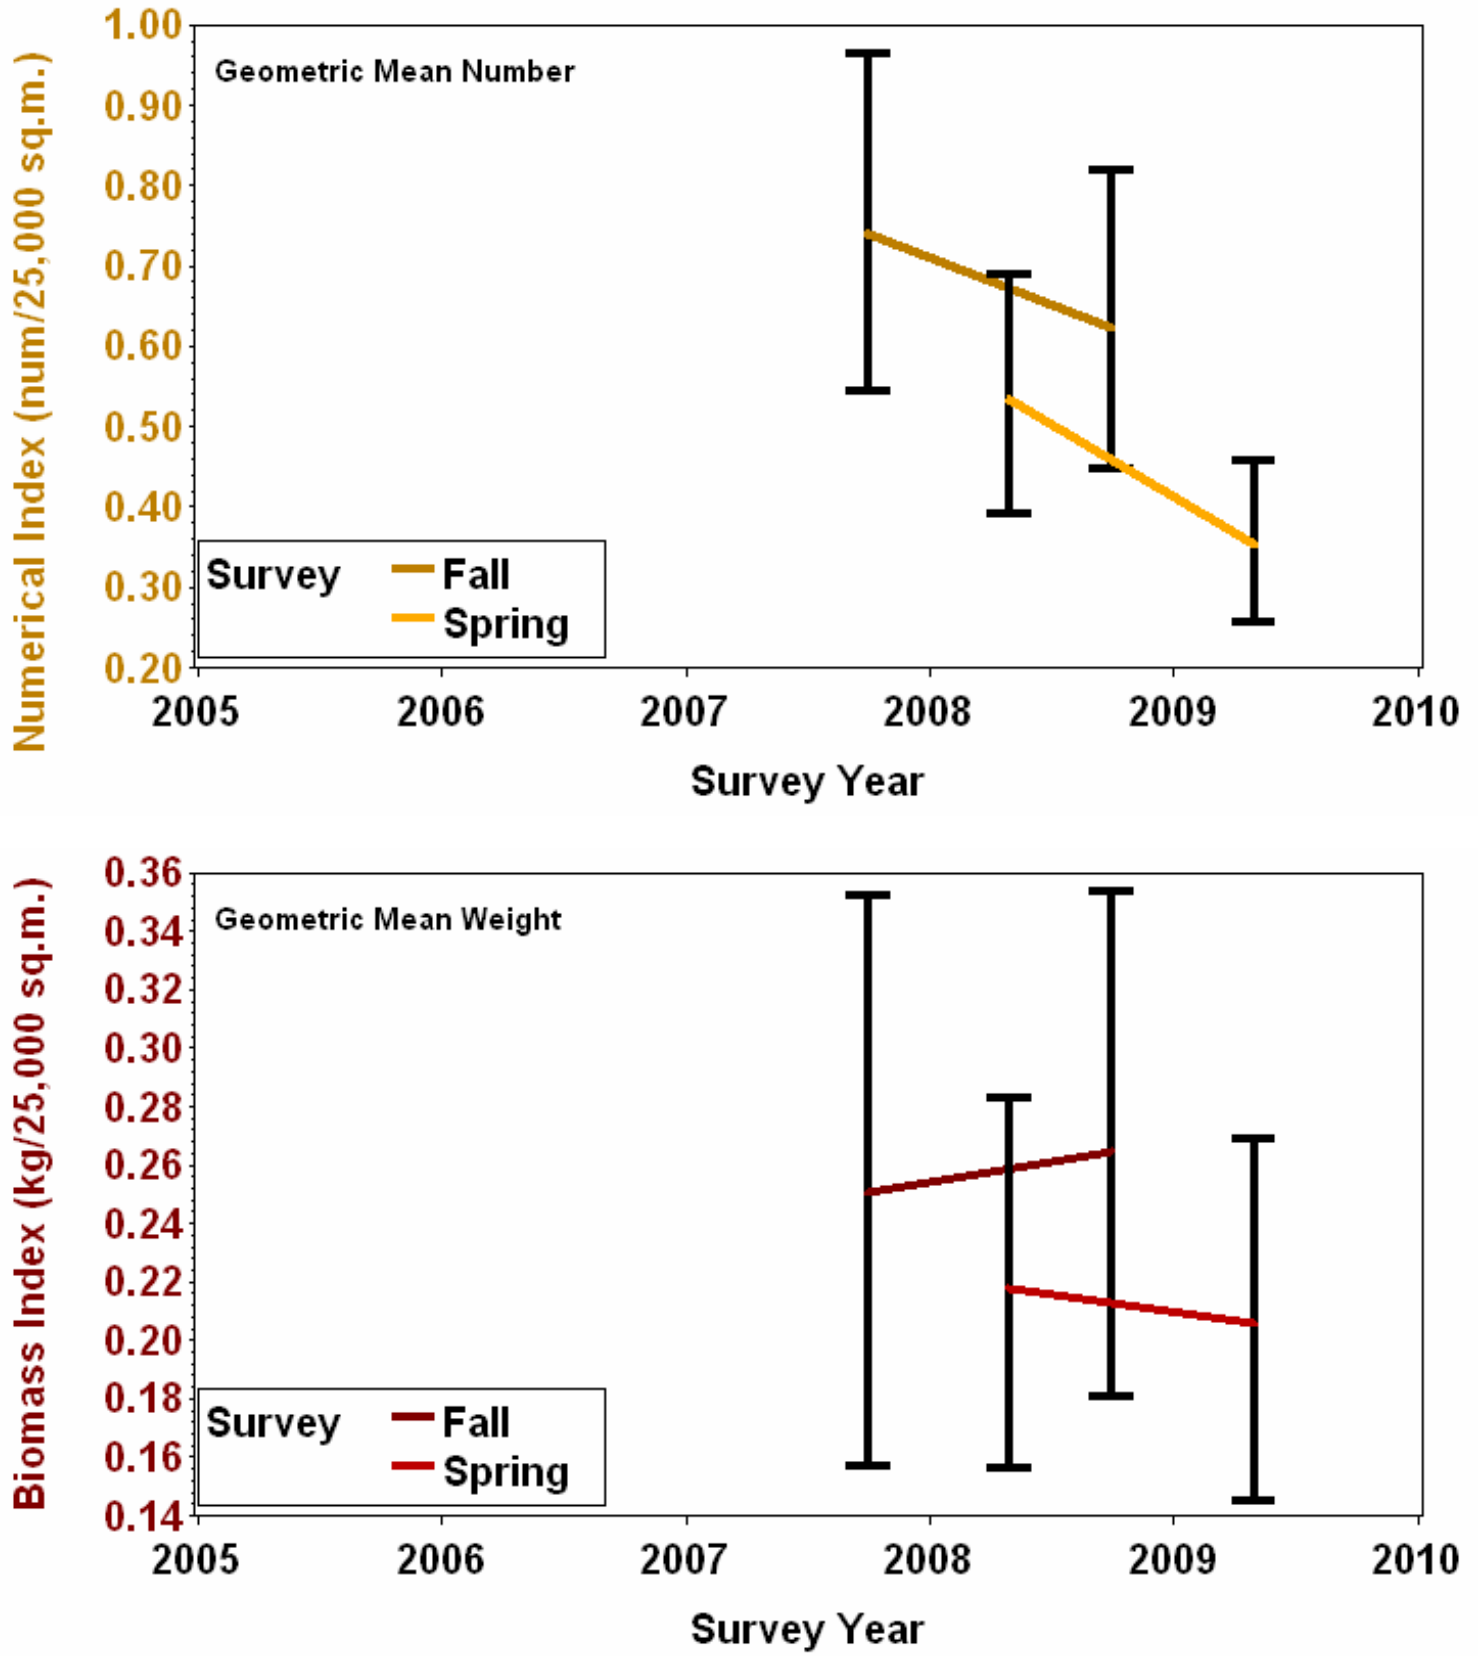 Numerical Index (num/25,000 sq.m.)
1.00
0.90
0.80
0.70
0.60
0.50
0.40
0.30
0.20
Geometric Mean Number
Survey Fall
Spring
2005 2006 2007 2008 2009 2010
Survey Year
Biomass Index (kg/25,000 sq.m.)
0.36
0.34
0.32
0.30
0.28
0.26
0.24
0.22
0.20
0.18
0.16
0.14
Geometric Mean Weight
Survey Fall
Spring
2005 2006 2007 2008 2009 2010
Survey Year